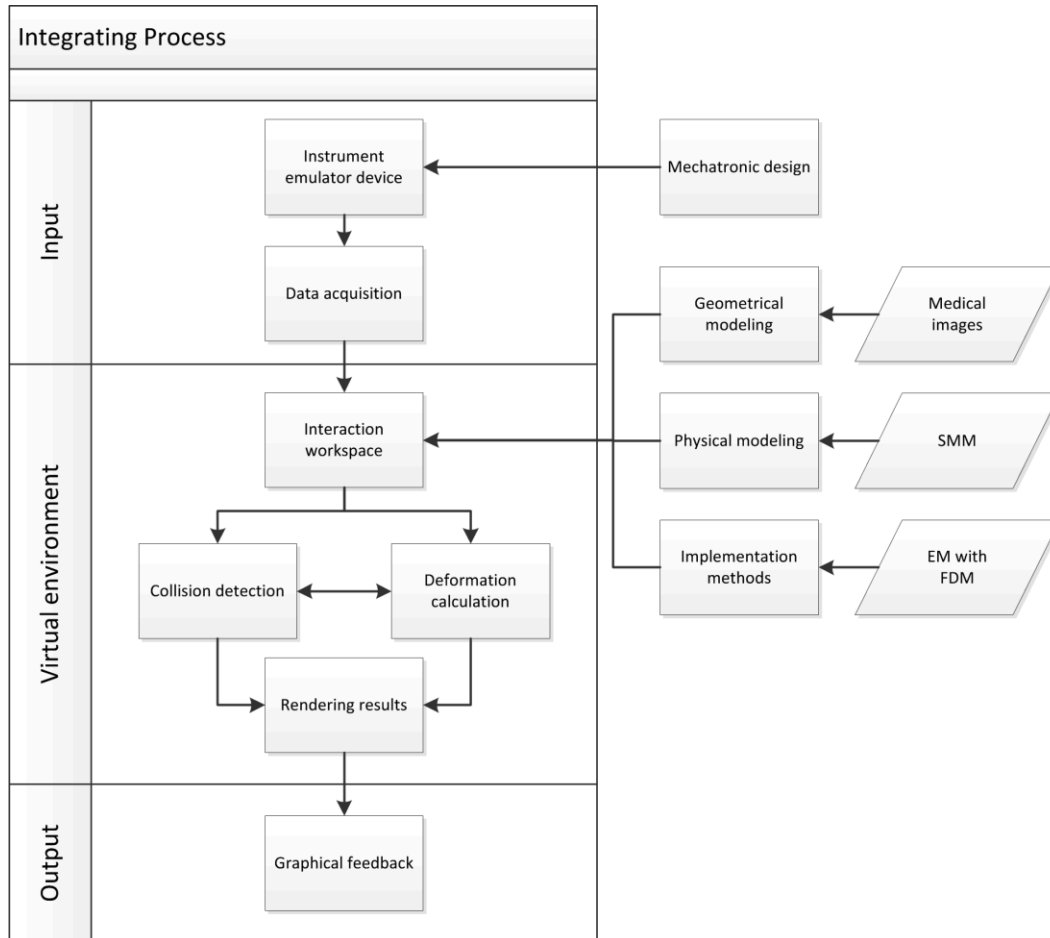 Integrating Process
Input
Instrument
emulator device
Mechatronic design
Data acquisition
Geometrical
modeling
Medical
images
Virtual environment
Interaction
workspace
Physical modeling
SMM
Collision detection
Deformation
calculation
Implementation
methods
EM with
FDM
Rendering results
Output
Graphical feedback